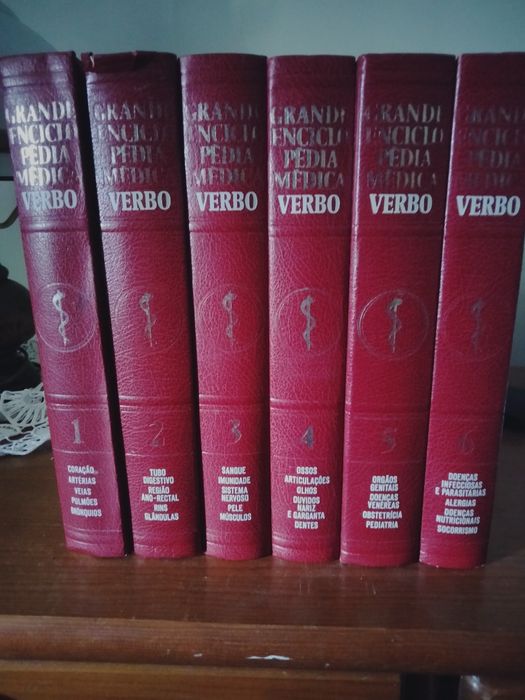 GRANDE
ENCICLO
PÉDIA
MÉDICA
VERBO
1
CORAÇÃO
ARTÉRIAS
VEIAS
PULMÕES
BRÔNQUIOS
GRANDE
ENCICLO
PÉDIA
MÉDICA
VERBO
2
TUBO
DIGESTIVO
REGIÃO
ANO-RECTAL
RINS
GLÂNDULAS
GRANDE
ENCICLO
PÉDIA
MÉDICA
VERBO
3
SANGUE
IMUNIDADE
SISTEMA
NERVOSO
PELE
MÚSCULOS
GRANDE
ENCICLO
PÉDIA
MÉDICA
VERBO
4
OSSOS
ARTICULAÇÕES
OLHOS
OUVIDOS
NARIZ
E GARGANTA
DENTES
GRANDE
ENCICLO
PÉDIA
MÉDICA
VERBO
5
ORGÃOS
GENITAIS
DOENÇAS
VENÉREAS
OBSTETRÍCIA
PEDIATRIA
GRANDE
ENCICLO
PÉDIA
MÉDICA
VERBO
6
DOENÇAS
INFECCIOSAS
E PARASITÁRIAS
ALERGIAS
DOENÇAS
NUTRICIONAIS
SOCORRISMO